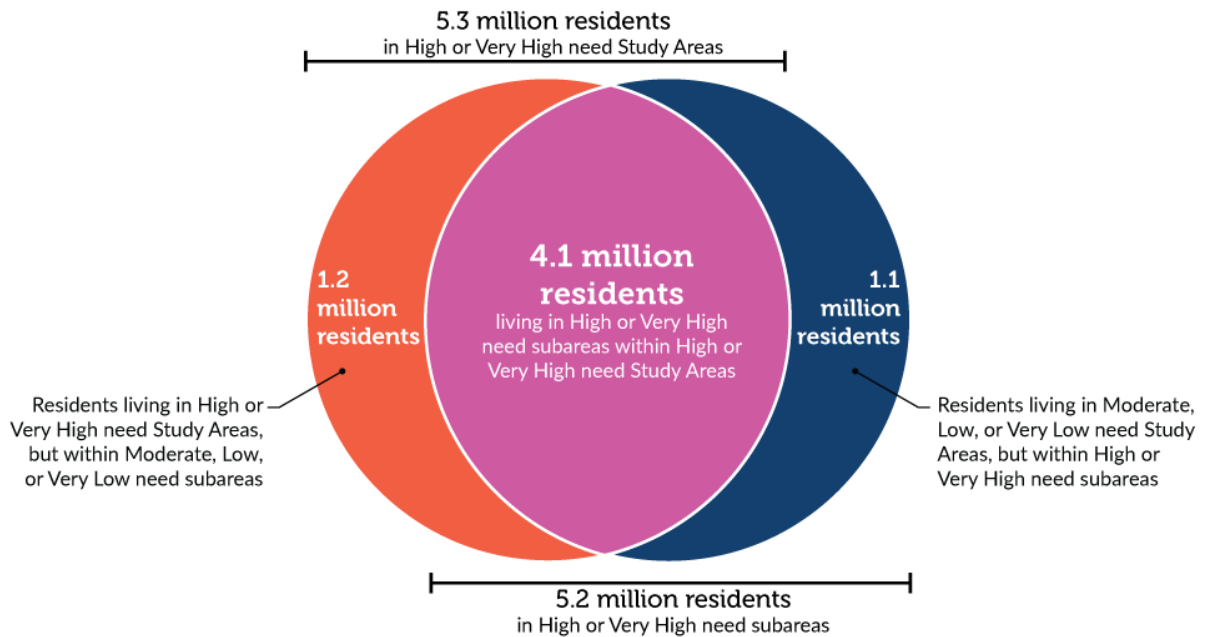 5.3 million residents
in High or Very High need Study Areas
1.2
million
residents
4.1 million
residents
living in High or Very High
need subareas within High or
Very High need Study Areas
1.1
million
residents
Residents living in High or
Very High need Study Areas,
but within Moderate, Low,
or Very Low need subareas
Residents living in Moderate,
Low, or Very Low need Study
Areas, but within High or
Very High need subareas
5.2 million residents
in High or Very High need subareas